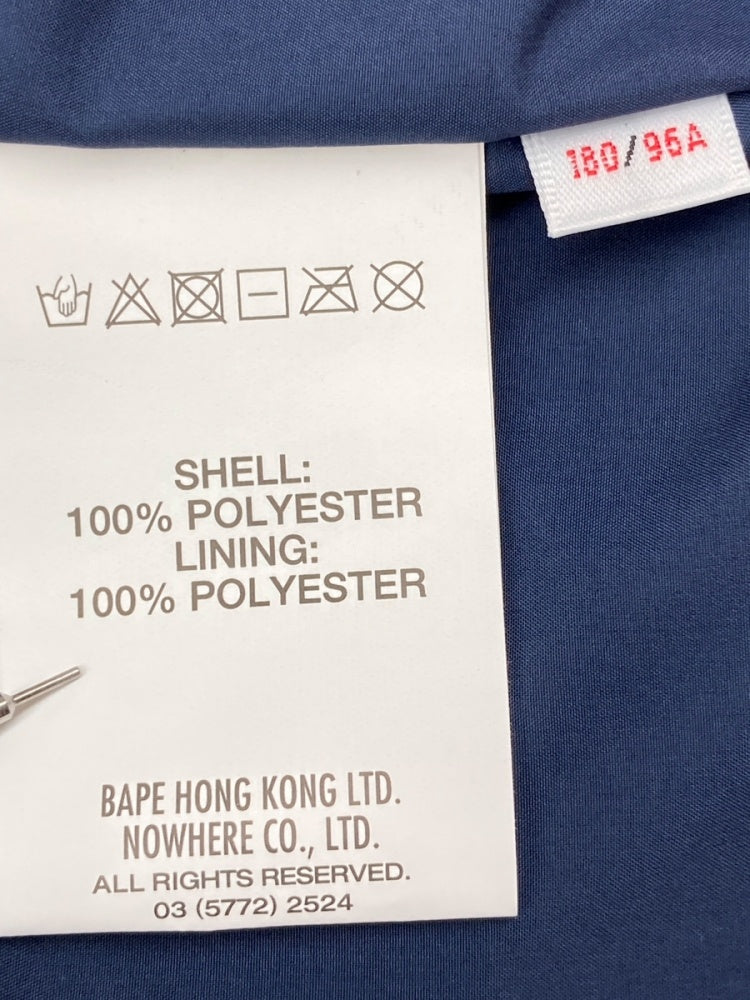 180/96A
SHELL:
100% POLYESTER
LINING:
100% POLYESTER
BAPE HONG KONG LTD.
NOWHERE CO., LTD.
ALL RIGHTS RESERVED.
03 (5772) 2524